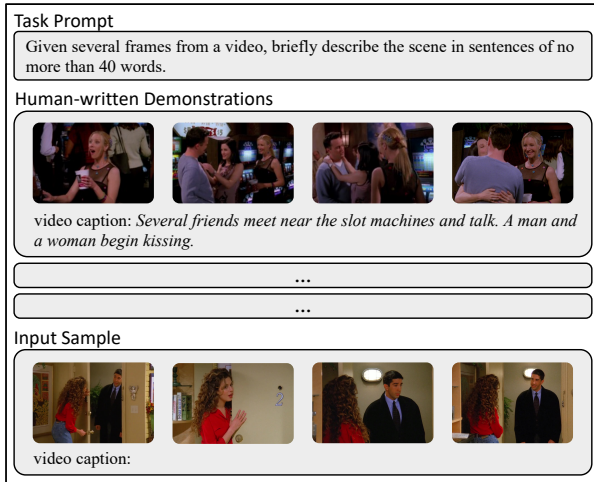 Task Prompt
Given several frames from a video, briefly describe the scene in sentences of no
more than 40 words.
Human-written Demonstrations
video caption: Several friends meet near the slot machines and talk. A man and
a woman begin kissing.
...
...
Input Sample
2
video caption: